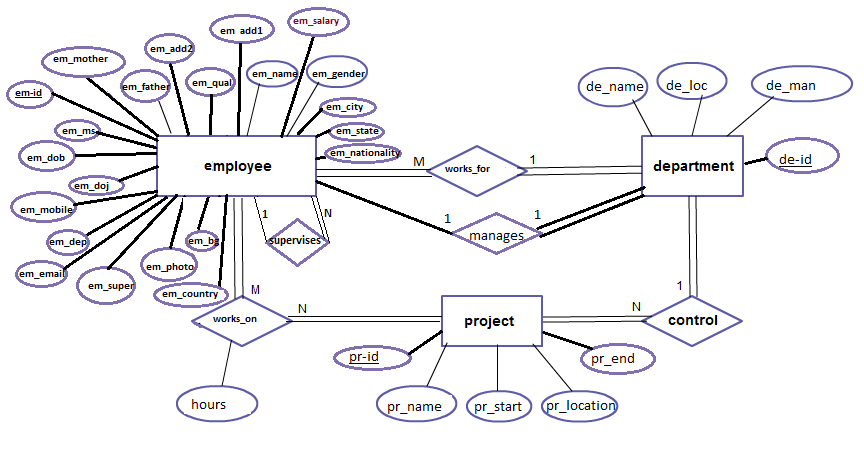 em_salary
em_add1
em_add2
em_mother
em_name
em_gender
em_father
em_qual
de_name
de_loc
de_man
em-id
em_city
em_ms
em_state
em_nationality
em_dob
employee
M
works_for
1
department
de-id
em_doj
em_mobile
1
N
1
1
manages
em_dep
em_bg
supervises
em_email
em_photo
em_super
em_country
M
1
works_on
N
project
N
control
pr-id
pr_end
hours
pr_name
pr_start
pr_location